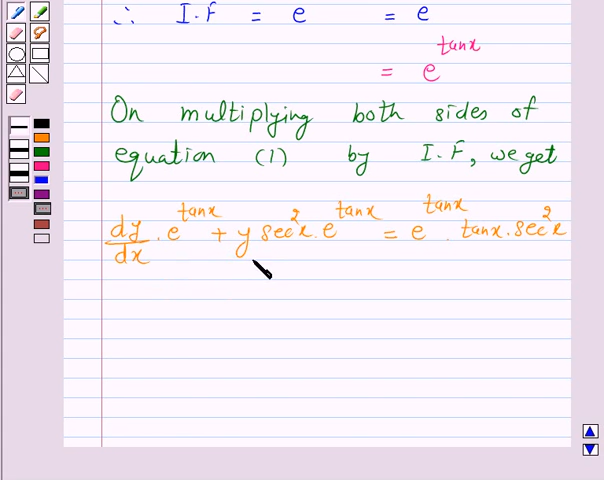 ∴ I.F = e = e
= e^tanx
On multiplying both sides of
equation (1) by I.F, we get
dy/dx . e^tanx + y sec²x . e^tanx = e^tanx . tanx . sec²x